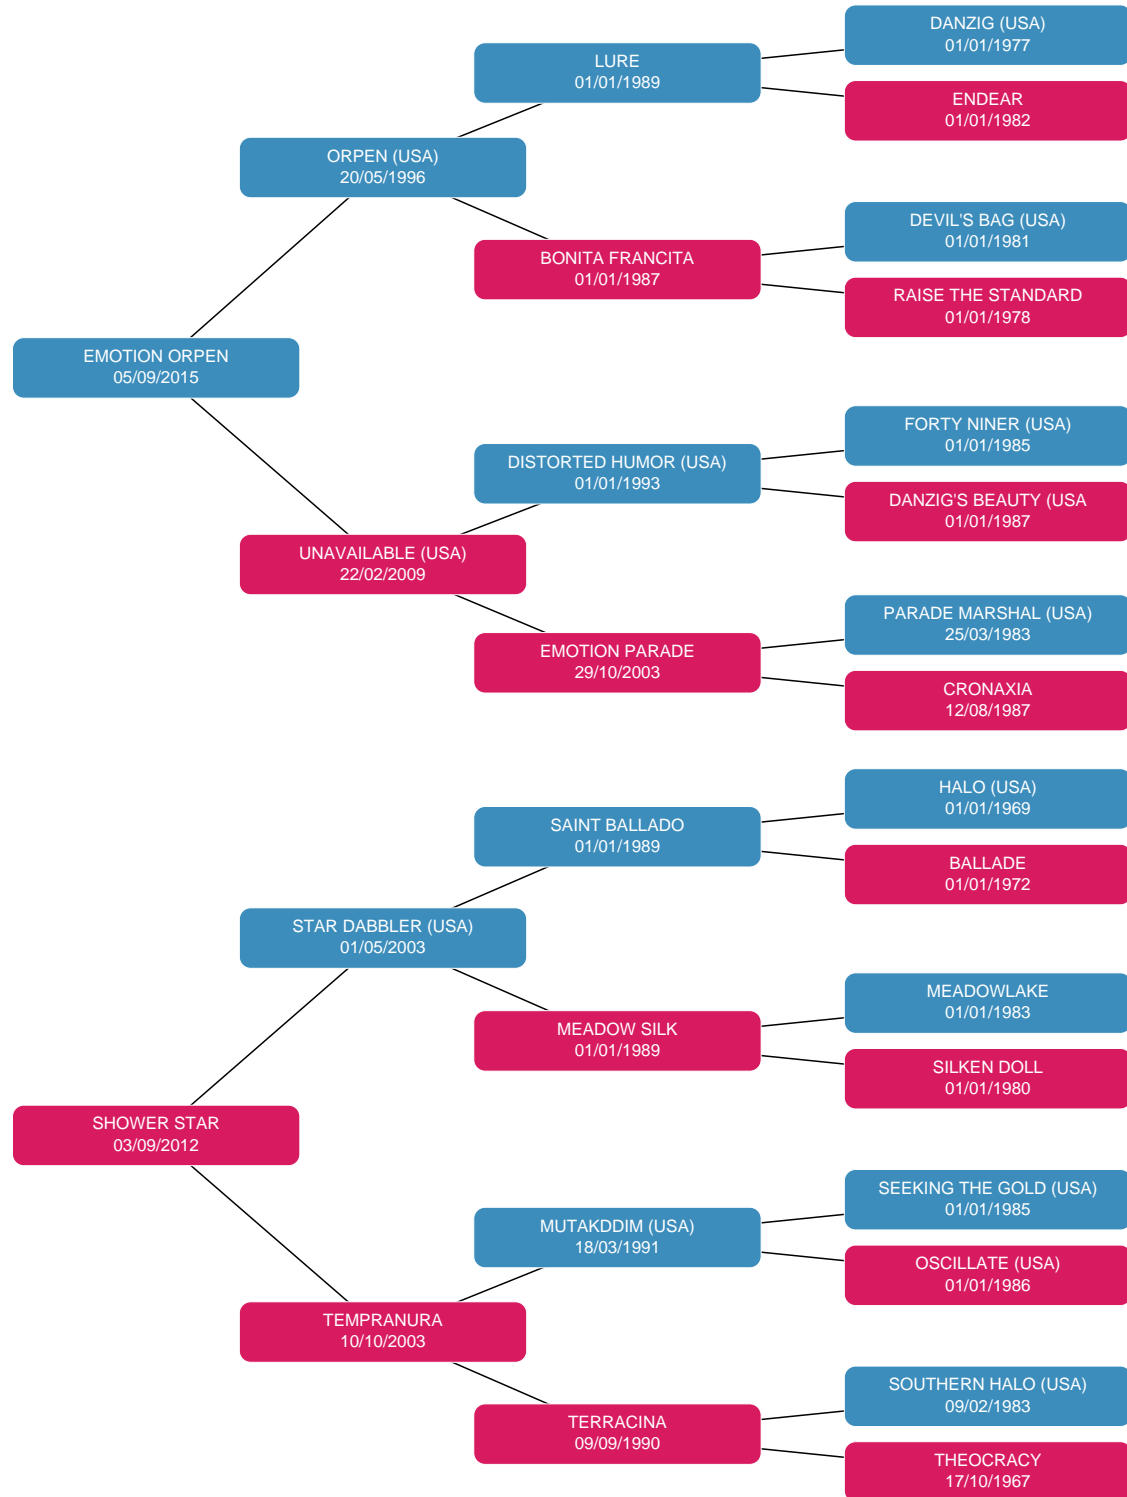 DANZIG (USA)
01/01/1977
LURE
01/01/1989
ENDEAR
01/01/1982
ORPEN (USA)
20/05/1996
DEVIL'S BAG (USA)
01/01/1981
BONITA FRANCITA
01/01/1987
RAISE THE STANDARD
01/01/1978
EMOTION ORPEN
05/09/2015
FORTY NINER (USA)
01/01/1985
DISTORTED HUMOR (USA)
01/01/1993
DANZIG'S BEAUTY (USA
01/01/1987
UNAVAILABLE (USA)
22/02/2009
PARADE MARSHAL (USA)
25/03/1983
EMOTION PARADE
29/10/2003
CRONAXIA
12/08/1987
HALO (USA)
01/01/1969
SAINT BALLADO
01/01/1989
BALLADE
01/01/1972
STAR DABBLER (USA)
01/05/2003
MEADOWLAKE
01/01/1983
MEADOW SILK
01/01/1989
SILKEN DOLL
01/01/1980
SHOWER STAR
03/09/2012
SEEKING THE GOLD (USA)
01/01/1985
MUTAKDDIM (USA)
18/03/1991
OSCILLATE (USA)
01/01/1986
TEMPRANURA
10/10/2003
SOUTHERN HALO (USA)
09/02/1983
TERRACINA
09/09/1990
THEOCRACY
17/10/1967